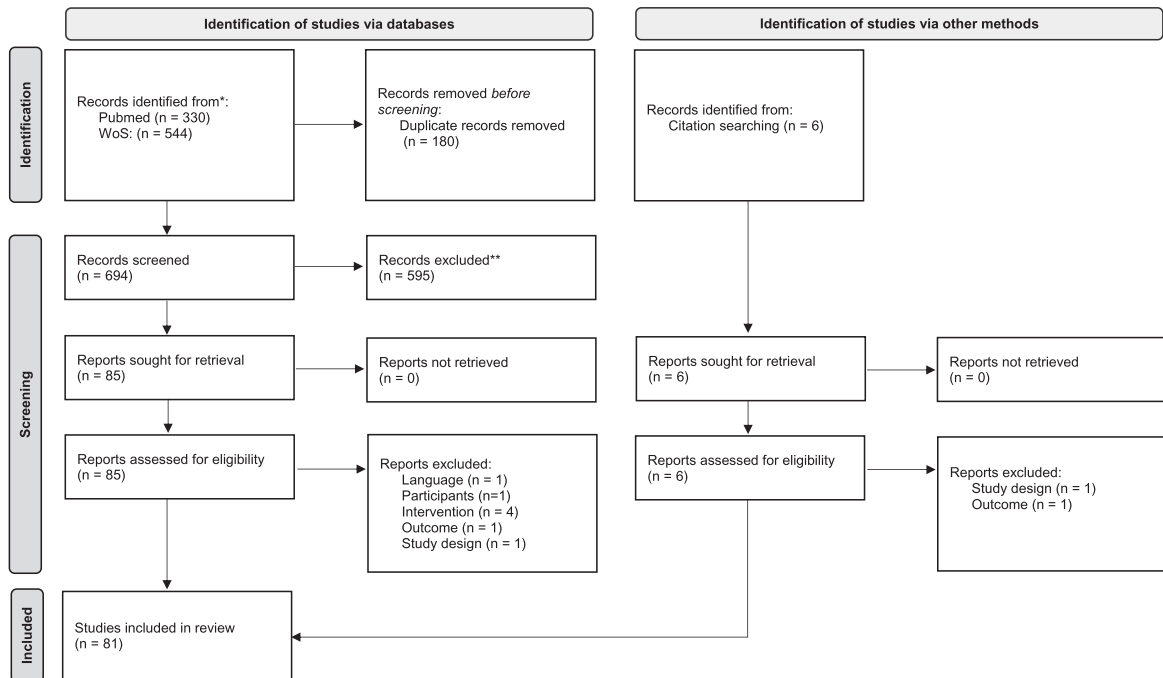 Identification of studies via databases
Identification of studies via other methods
Identification
Records identified from*:
Pubmed (n = 330)
WoS: (n = 544)
Records removed before
screening:
Duplicate records removed
(n = 180)
Records identified from:
Citation searching (n = 6)
Screening
Records screened
(n = 694)
Records excluded**
(n = 595)
Reports sought for retrieval
(n = 85)
Reports not retrieved
(n = 0)
Reports sought for retrieval
(n = 6)
Reports not retrieved
(n = 0)
Reports assessed for eligibility
(n = 85)
Reports excluded:
Language (n = 1)
Participants (n=1)
Intervention (n = 4)
Outcome (n = 1)
Study design (n = 1)
Reports assessed for eligibility
(n = 6)
Reports excluded:
Study design (n = 1)
Outcome (n = 1)
Included
Studies included in review
(n = 81)